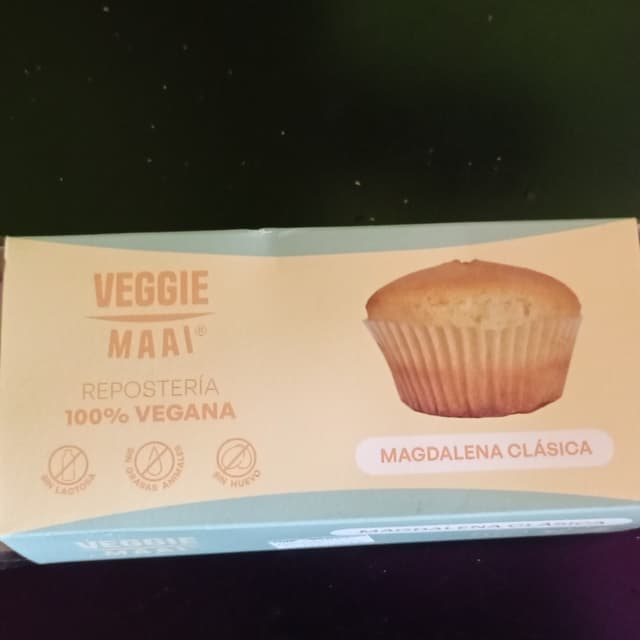 VEGGIE
MAAI®
REPOSTERÍA
100% VEGANA
SIN LACTOSA
SIN GRASAS ANIMALES
SIN HUEVO
MAGDALENA CLÁSICA
VEGGIE
MAAI
MAGDALENA CLÁSICA